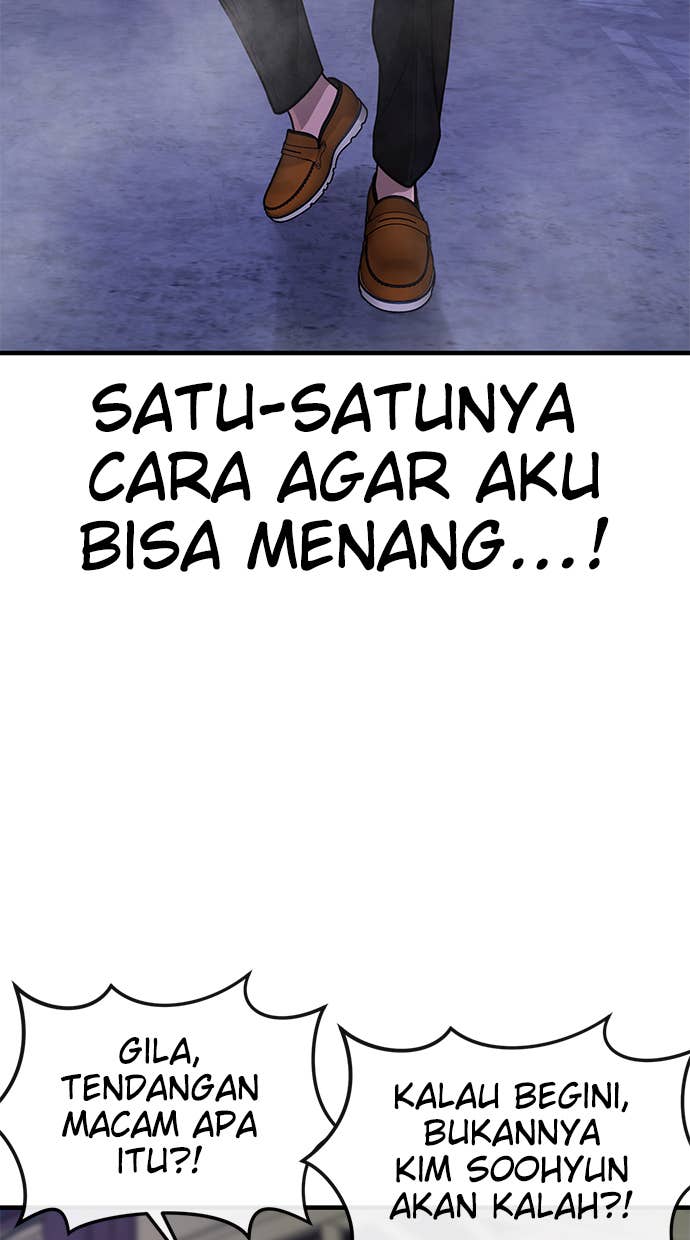 SATU-SATUNYA
CARA AGAR AKU
BISA MENANG...!
GILA,
TENDANGAN
MACAM APA
ITU?!
KALAU BEGINI,
BUKANNYA
KIM SOOHYUN
AKAN KALAH?!